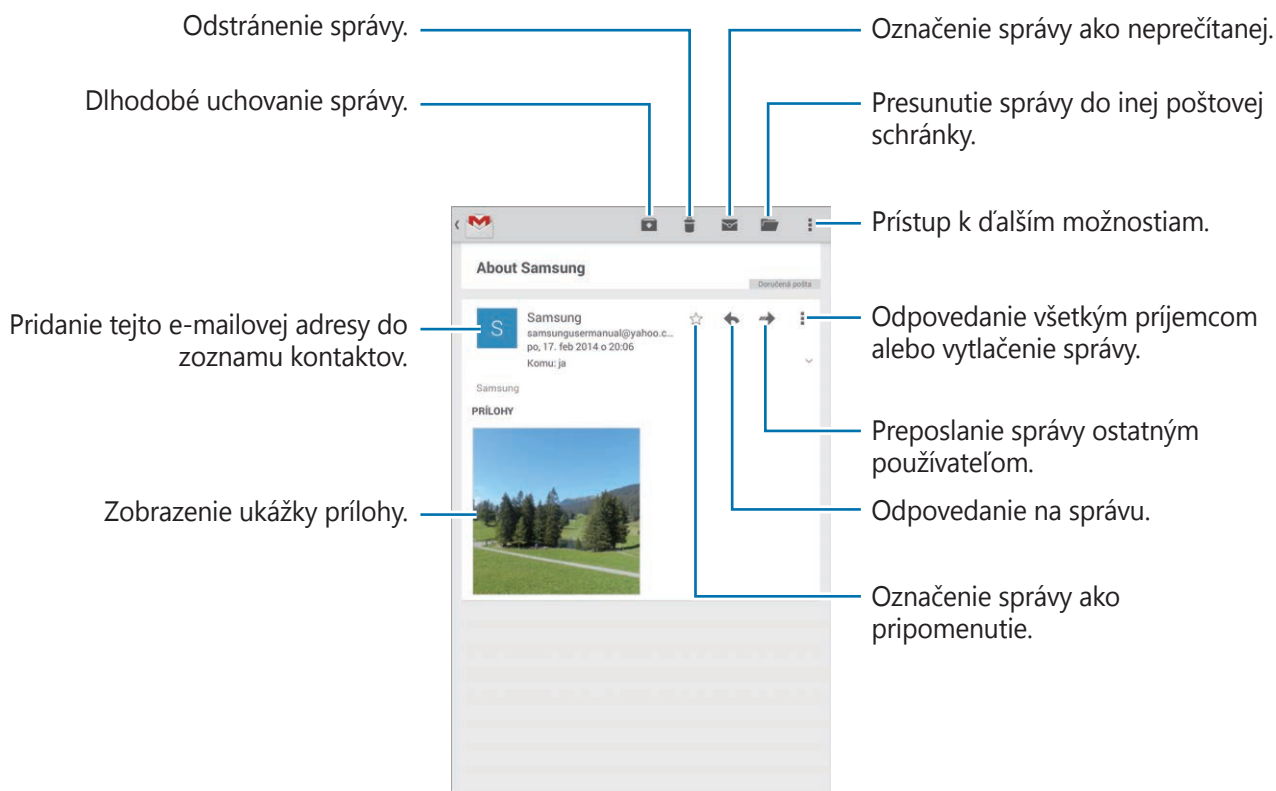 Odstránenie správy.
Označenie správy ako neprečítanej.
Dlhodobé uchovanie správy.
Presunutie správy do inej poštovej
schránky.
Prístup k ďalším možnostiam.
About Samsung
Doručená pošta
Pridanie tejto e-mailovej adresy do
zoznamu kontaktov.
S
Samsung
samsungusermanual@yahoo.c...
po, 17. feb 2014 o 20:06
Komu: ja
Odpovedanie všetkým príjemcom
alebo vytlačenie správy.
Samsung
PRÍLOHY
Preposlanie správy ostatným
používateľom.
Zobrazenie ukážky prílohy.
Odpovedanie na správu.
Označenie správy ako
pripomenutie.